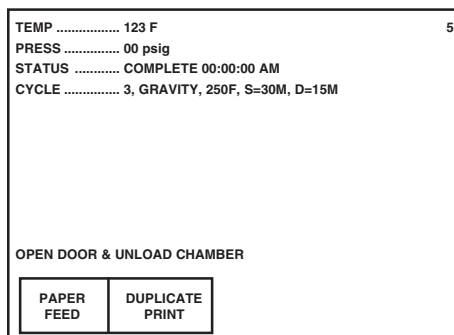 TEMP ................. 123 F 5
PRESS ............... 00 psig
STATUS ............ COMPLETE 00:00:00 AM
CYCLE ............... 3, GRAVITY, 250F, S=30M, D=15M
OPEN DOOR & UNLOAD CHAMBER
PAPER FEED
DUPLICATE PRINT